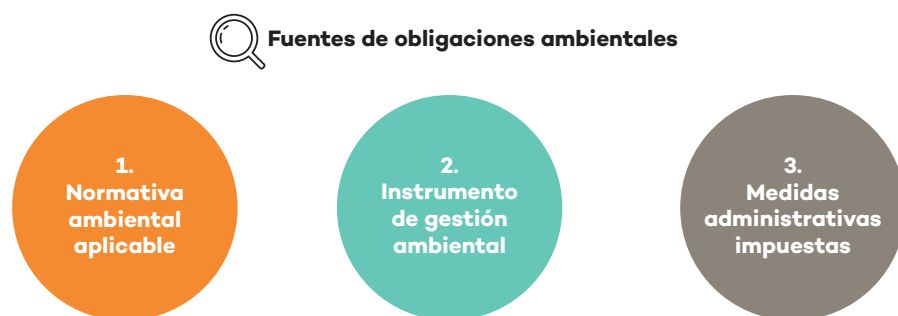 Fuentes de obligaciones ambientales
1.
Normativa
ambiental
aplicable
2.
Instrumento
de gestión
ambiental
3.
Medidas
administrativas
impuestas